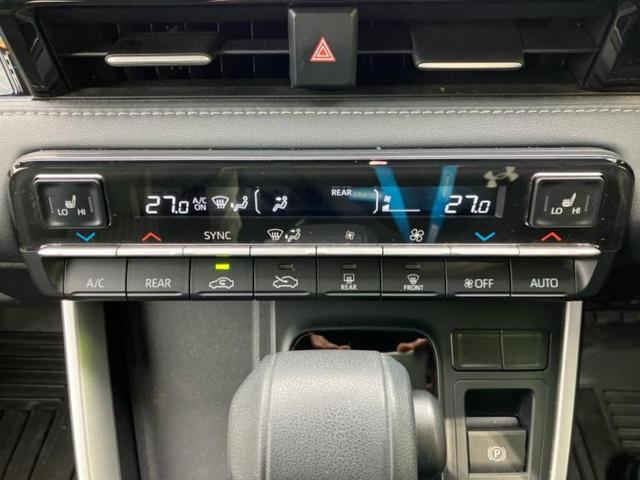 27.0 A/C ON REAR 27.0
LO HI
LO HI
SYNC
A/C REAR REAR FRONT OFF AUTO
P